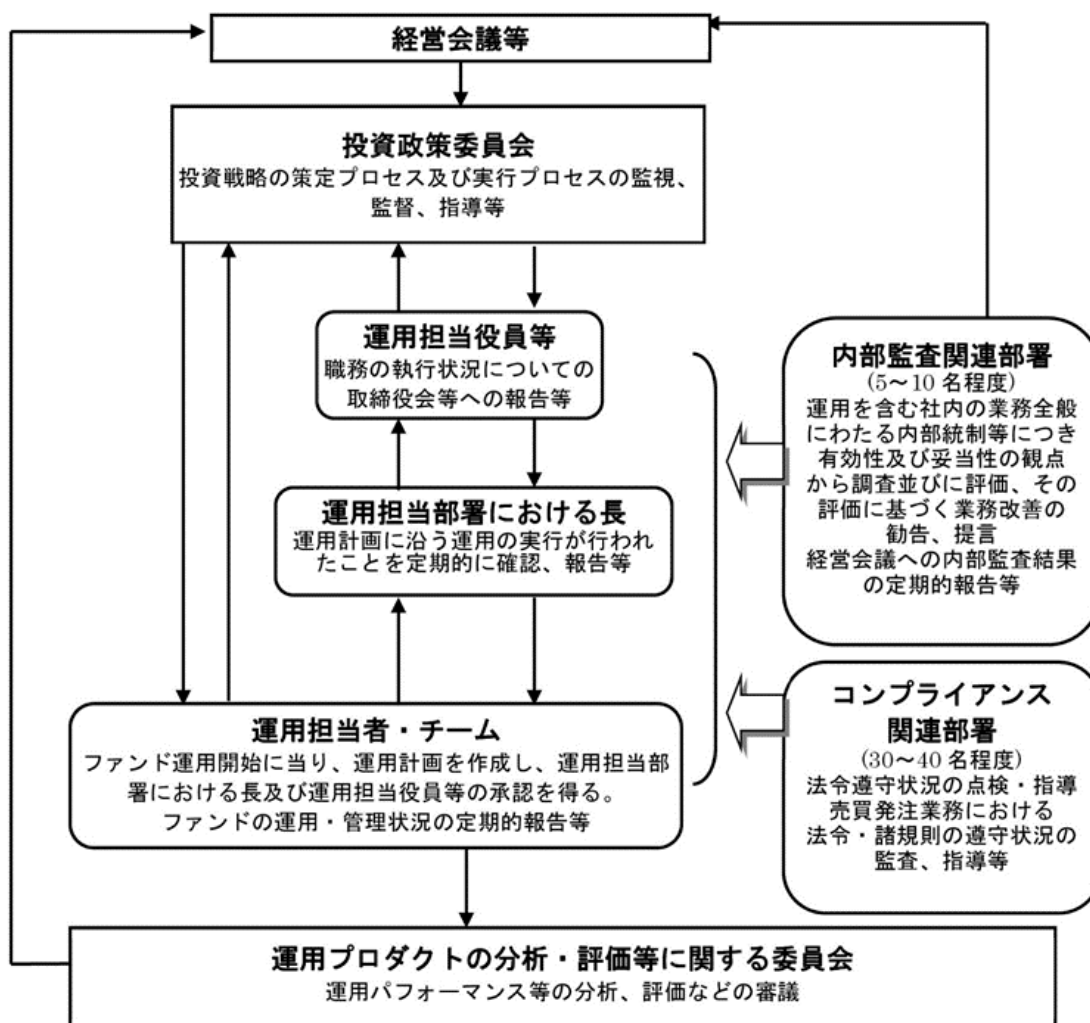 経営会議等
投資政策委員会
投資戦略の策定プロセス及び実行プロセスの監視、
監督、指導等
運用担当役員等
職務の執行状況についての
取締役会等への報告等
運用担当部署における長
運用計画に沿う運用の実行が行われ
たことを定期的に確認、報告等
運用担当者・チーム
ファンド運用開始に当り、運用計画を作成し、運用担当部
署における長及び運用担当役員等の承認を得る。
ファンドの運用・管理状況の定期的報告等
内部監査関連部署
(5～10 名程度)
運用を含む社内の業務全般
にわたる内部統制等につき
有効性及び妥当性の観点
から調査並びに評価、その
評価に基づく業務改善の
勧告、提言
経営会議への内部監査結果
の定期的報告等
コンプライアンス
関連部署
(30～40 名程度)
法令遵守状況の点検・指導
売買発注業務における
法令・諸規則の遵守状況の
監査、指導等
運用プロダクトの分析・評価等に関する委員会
運用パフォーマンス等の分析、評価などの審議